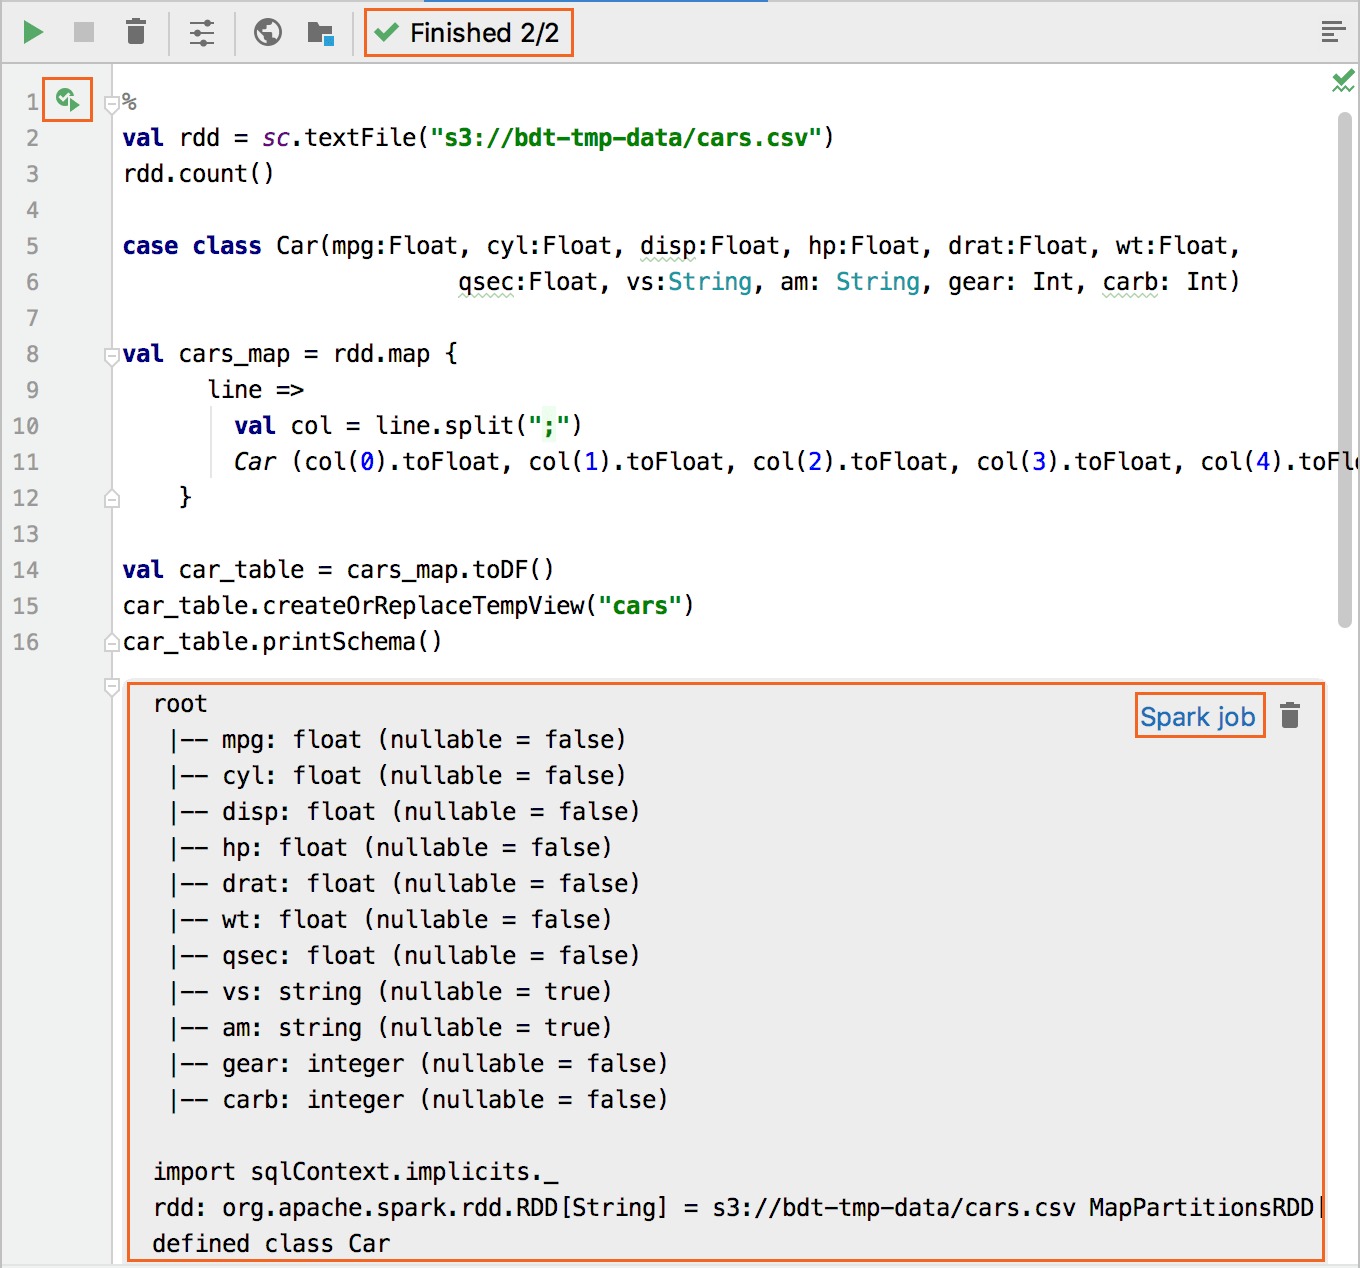 Finished 2/2
1 %
2 val rdd = sc.textFile("s3://bdt-tmp-data/cars.csv")
3 rdd.count()
4
5 case class Car(mpg:Float, cyl:Float, disp:Float, hp:Float, drat:Float, wt:Float,
6 qsec:Float, vs:String, am: String, gear: Int, carb: Int)
7
8 val cars_map = rdd.map {
9 line =>
10 val col = line.split(";")
11 Car (col(0).toFloat, col(1).toFloat, col(2).toFloat, col(3).toFloat, col(4).toFlo
12 }
13
14 val car_table = cars_map.toDF()
15 car_table.createOrReplaceTempView("cars")
16 car_table.printSchema()
root
Spark job
|-- mpg: float (nullable = false)
|-- cyl: float (nullable = false)
|-- disp: float (nullable = false)
|-- hp: float (nullable = false)
|-- drat: float (nullable = false)
|-- wt: float (nullable = false)
|-- qsec: float (nullable = false)
|-- vs: string (nullable = true)
|-- am: string (nullable = true)
|-- gear: integer (nullable = false)
|-- carb: integer (nullable = false)
import sqlContext.implicits._
rdd: org.apache.spark.rdd.RDD[String] = s3://bdt-tmp-data/cars.csv MapPartitionsRDD[
defined class Car